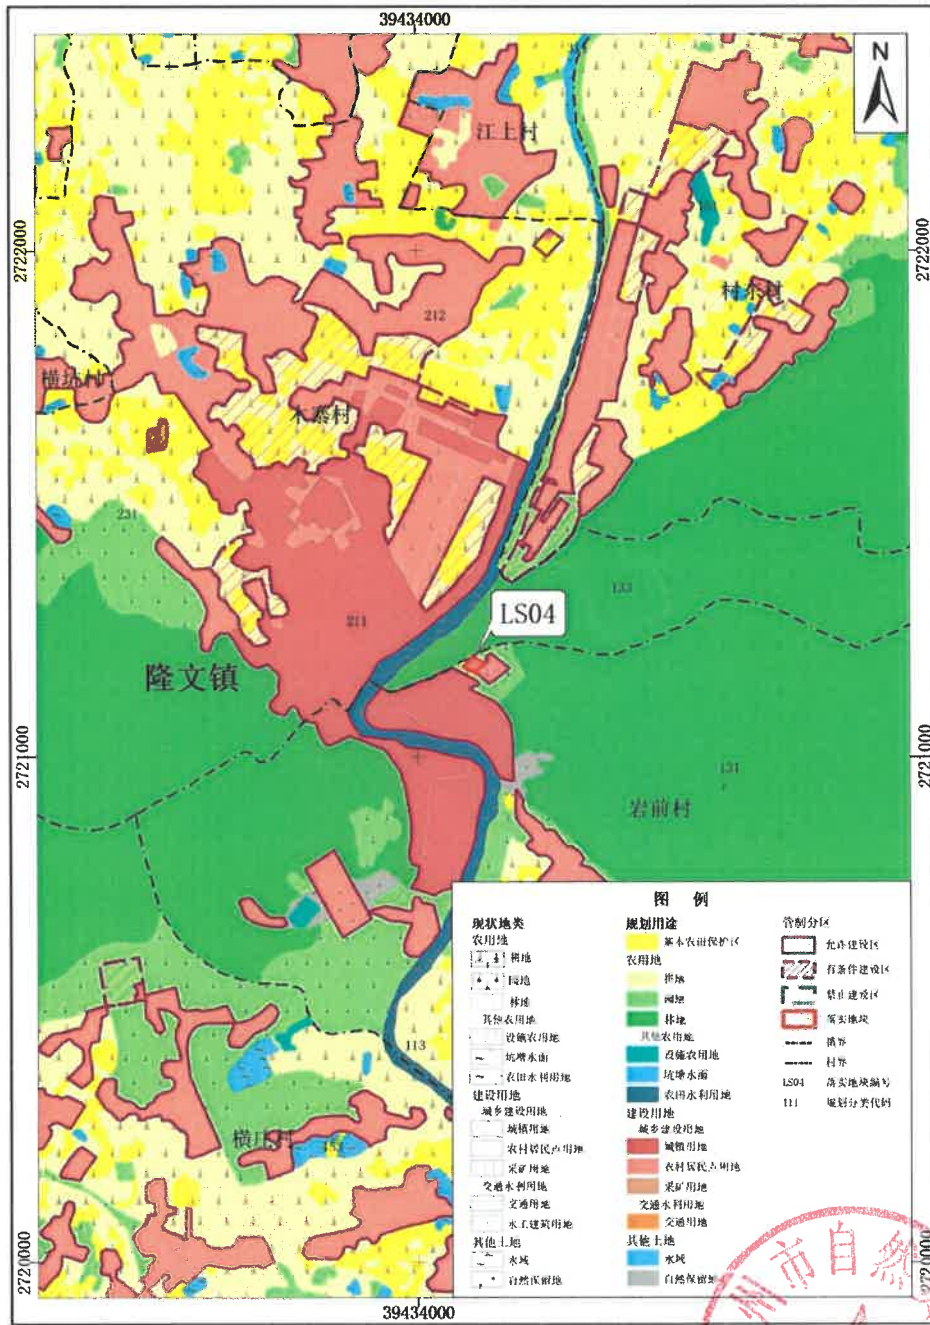 39434000
N
江上村
2722000
2722000
村东村
212
横坑村
木寨村
231
133
LS04
211
隆文镇
2721000
2721000
131
岩前村
113
横庄村
153
图 例
现状地类
农用地
耕地
园地
林地
其他农用地
设施农用地
坑塘水面
农田水利用地
建设用地
城乡建设用地
城镇用地
农村居民点用地
采矿用地
交通水利用地
交通用地
水工建筑用地
其他土地
水域
自然保留地
规划用途
基本农田保护区
农用地
耕地
园地
林地
其他农用地
设施农用地
坑塘水面
农田水利用地
建设用地
城乡建设用地
城镇用地
农村居民点用地
采矿用地
交通水利用地
交通用地
其他土地
水域
自然保留地
管制分区
允许建设区
有条件建设区
禁止建设区
落实地块
镇界
村界
LS04 落实地块编号
111 规划分类代码
2720000
2720000
39434000
州市自然